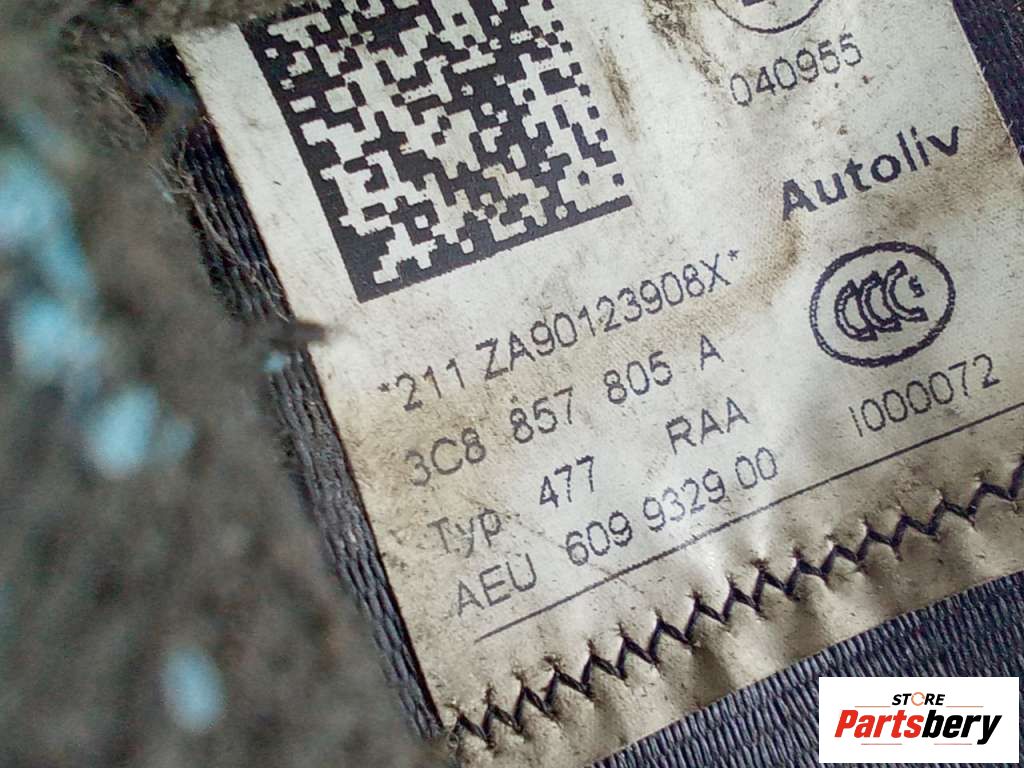 040955
Autoliv
*211 ZA90123908X*
3C8 857 805 A
Typ 477 RAA
I000072
AEU 609 9329 00
STORE
Partsbery